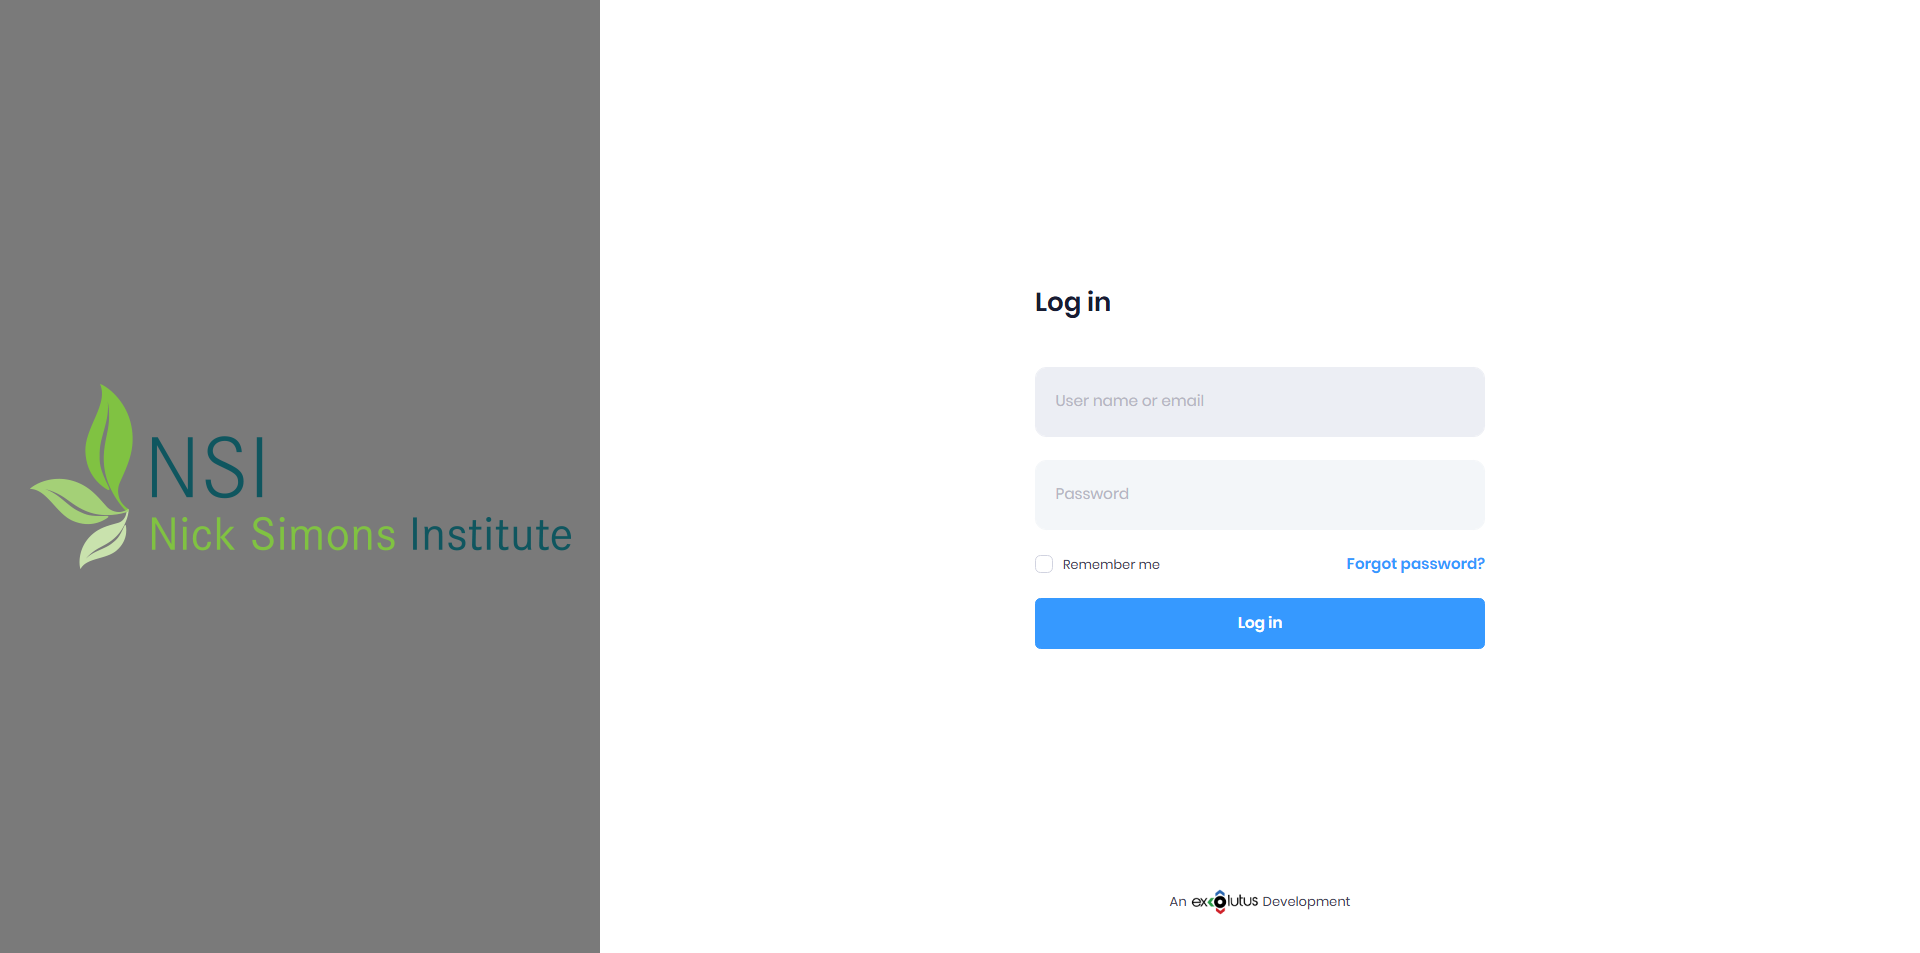 NSI
Nick Simons Institute
Log in
User name or email
Password
Remember me
Forgot password?
Log in
An exolutus Development